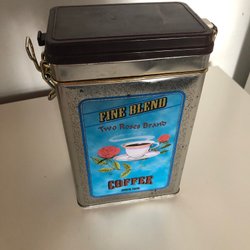 FINE BLEND
Two Roses Brand
COFFEE